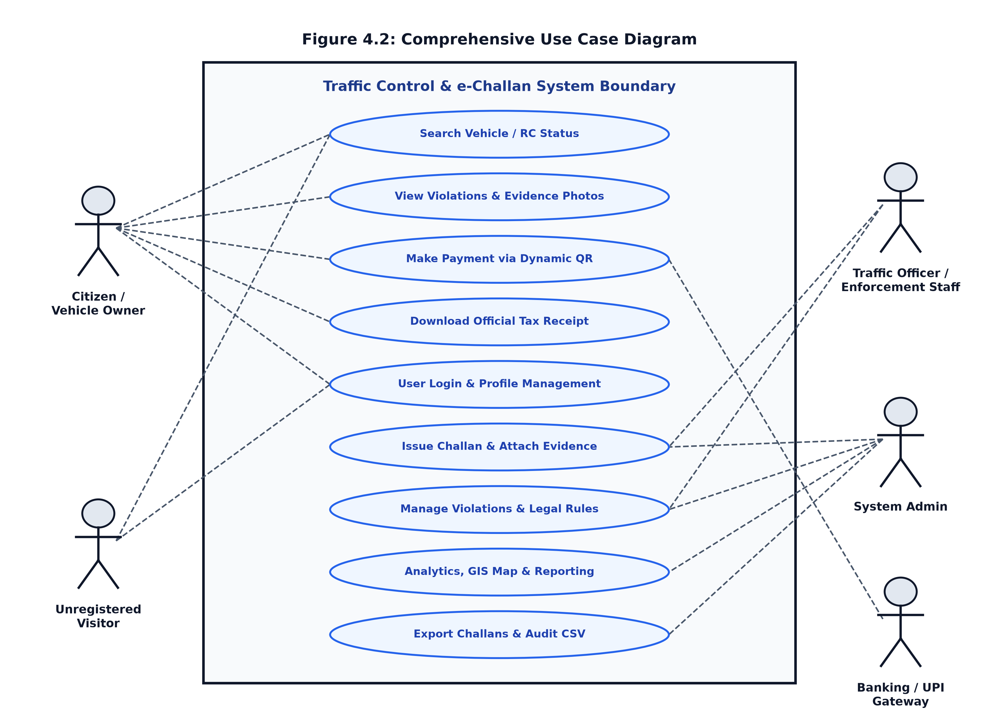 Figure 4.2: Comprehensive Use Case Diagram
Traffic Control & e-Challan System Boundary
Search Vehicle / RC Status
View Violations & Evidence Photos
Make Payment via Dynamic QR
Download Official Tax Receipt
User Login & Profile Management
Issue Challan & Attach Evidence
Manage Violations & Legal Rules
Analytics, GIS Map & Reporting
Export Challans & Audit CSV
Citizen /
Vehicle Owner
Unregistered
Visitor
Traffic Officer /
Enforcement Staff
System Admin
Banking / UPI
Gateway